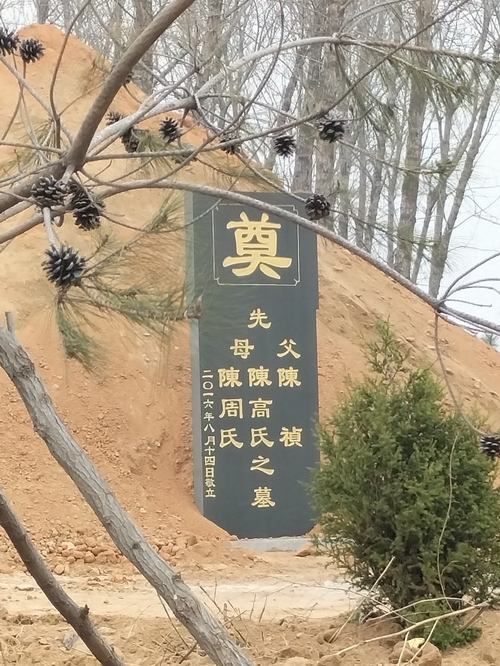 奠
父陳禎
先陳高氏之墓
母陳周氏
二〇一六年八月十四日敬立